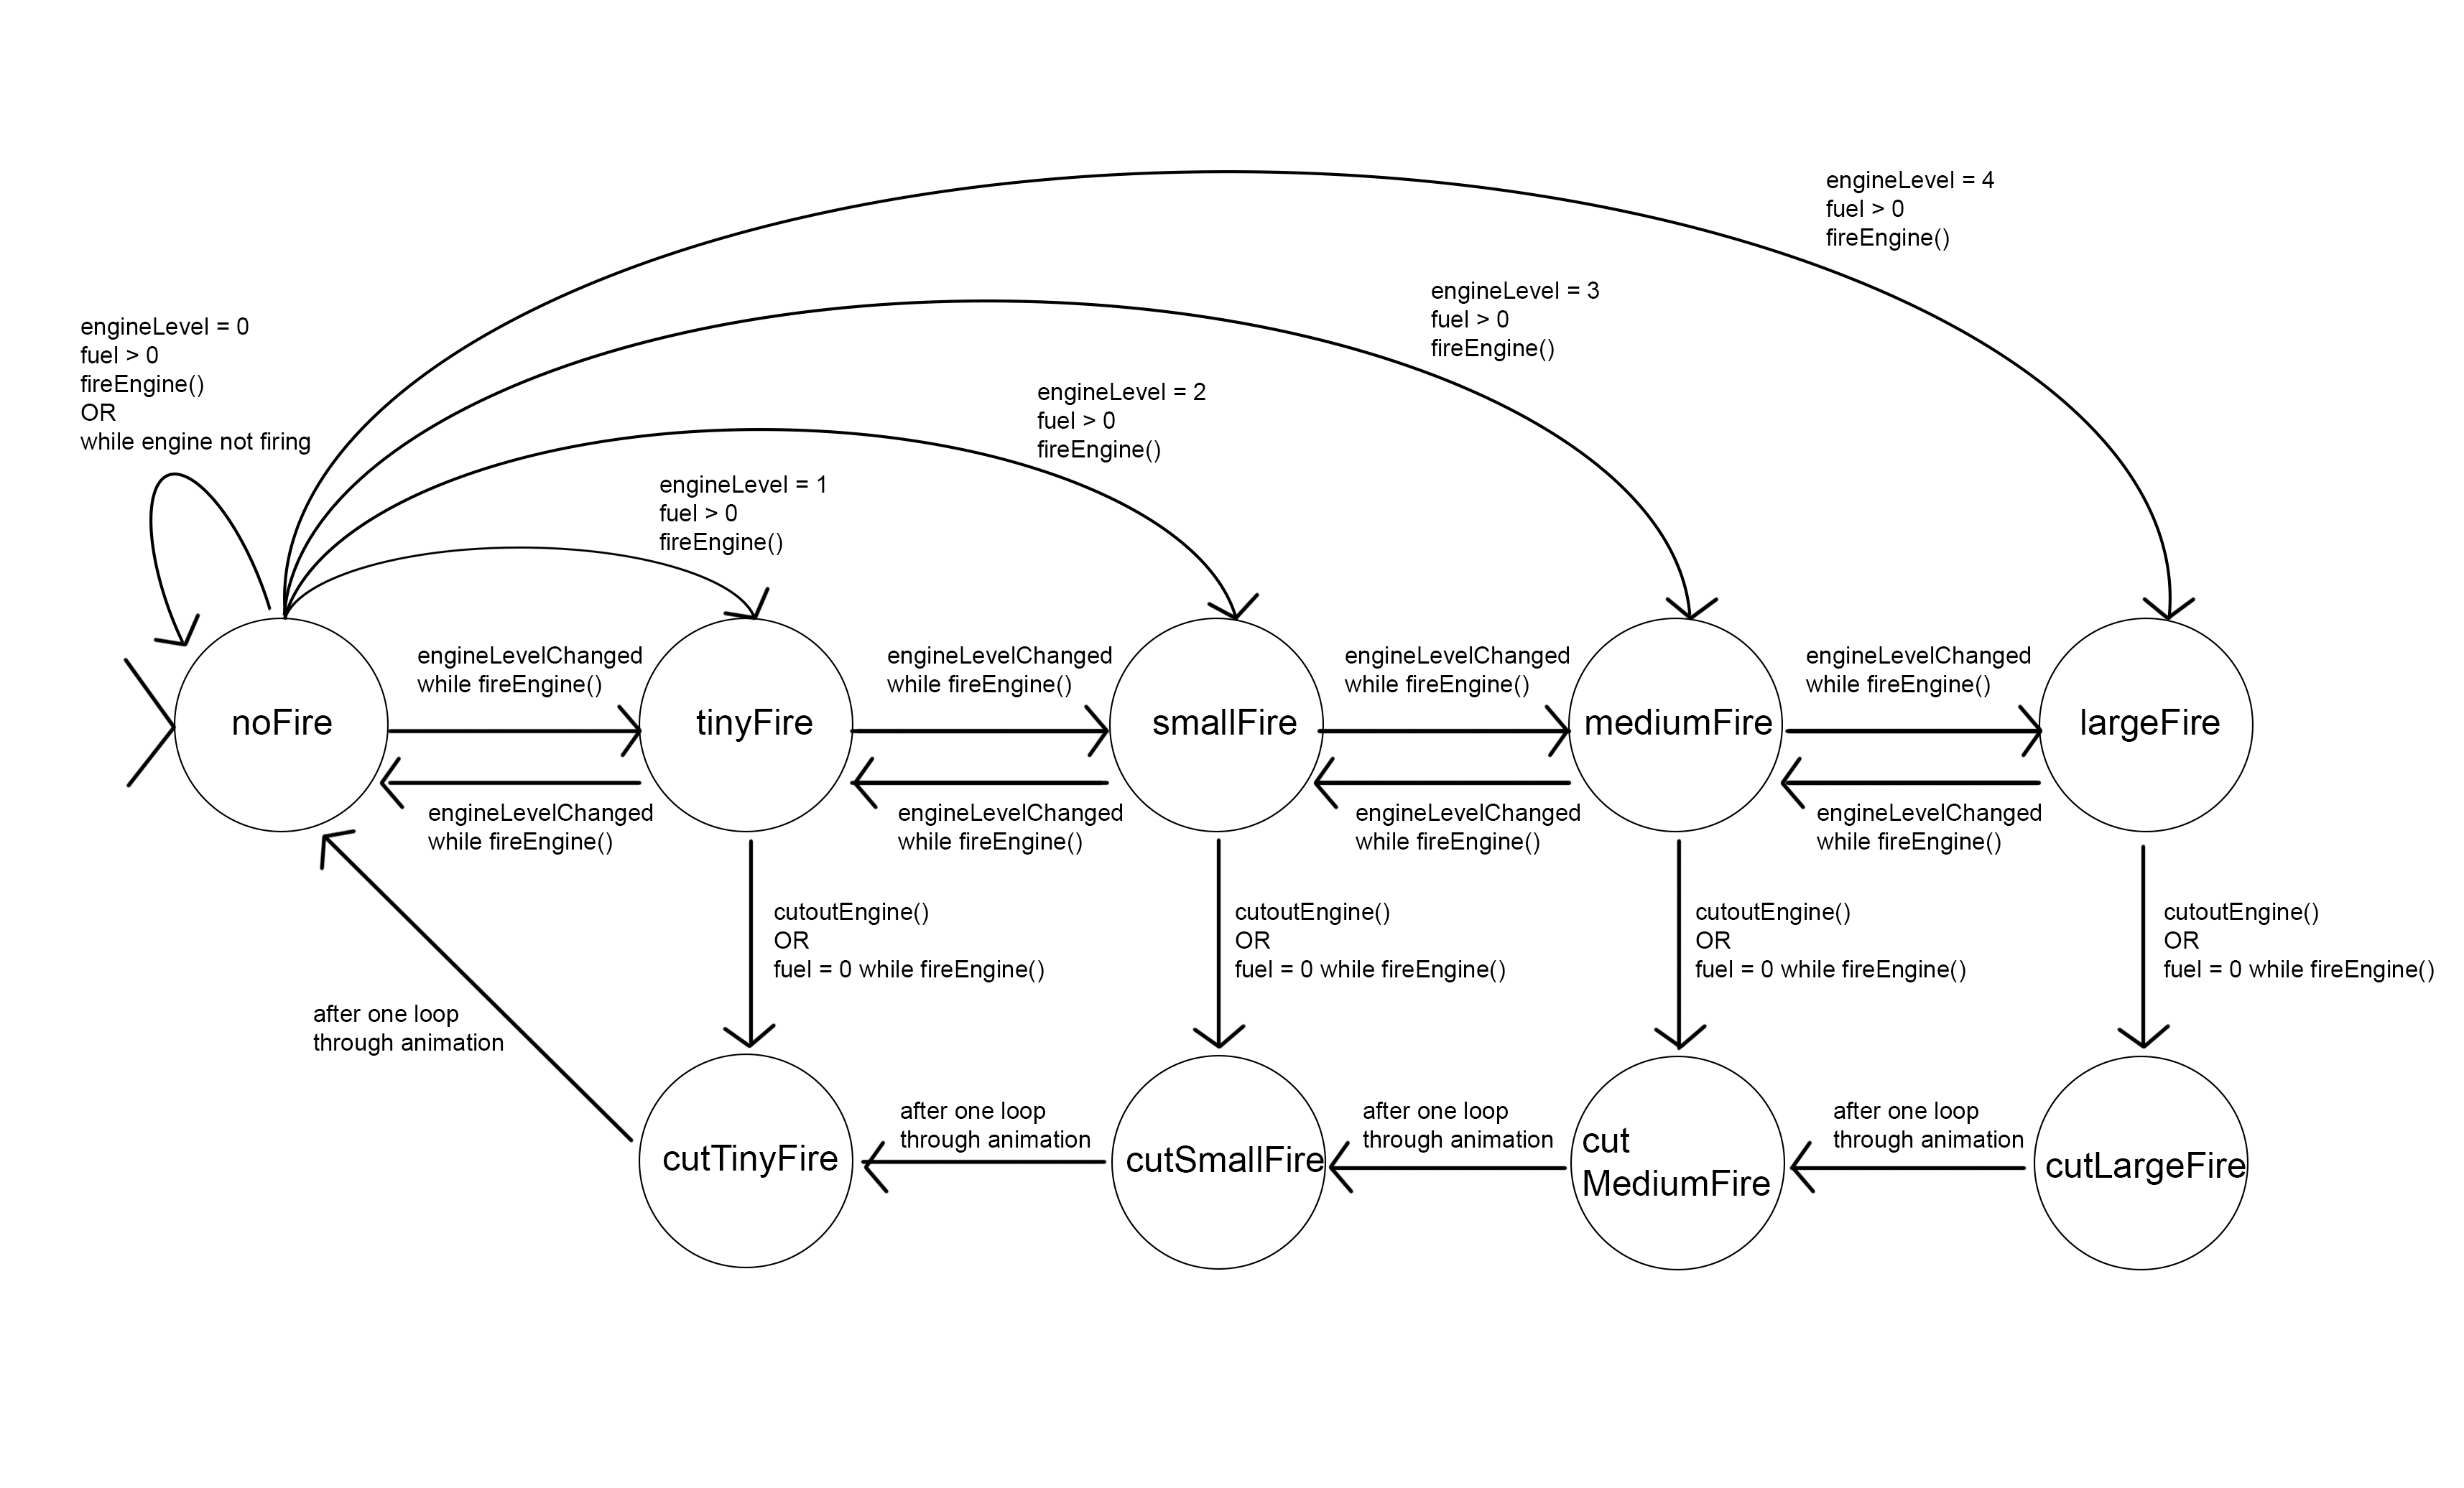 engineLevel = 4
fuel > 0
fireEngine()
engineLevel = 3
fuel > 0
fireEngine()
engineLevel = 0
fuel > 0
fireEngine()
OR
while engine not firing
engineLevel = 2
fuel > 0
fireEngine()
engineLevel = 1
fuel > 0
fireEngine()
engineLevelChanged
while fireEngine()
engineLevelChanged
while fireEngine()
engineLevelChanged
while fireEngine()
engineLevelChanged
while fireEngine()
noFire
tinyFire
smallFire
mediumFire
largeFire
engineLevelChanged
while fireEngine()
engineLevelChanged
while fireEngine()
engineLevelChanged
while fireEngine()
engineLevelChanged
while fireEngine()
cutoutEngine()
OR
fuel = 0 while fireEngine()
cutoutEngine()
OR
fuel = 0 while fireEngine()
cutoutEngine()
OR
fuel = 0 while fireEngine()
cutoutEngine()
OR
fuel = 0 while fireEngine()
after one loop
through animation
after one loop
through animation
after one loop
through animation
after one loop
through animation
cutTinyFire
cutSmallFire
cut
MediumFire
cutLargeFire